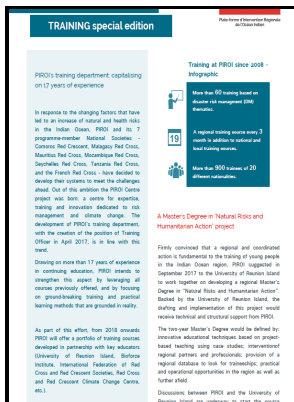 TRAINING special edition
Plate-forme d'Intervention Régionale
de l'Océan Indien
PIROI's training department: capitalising
on 17 years of experience
In response to the changing factors that have
led to an increase of natural and health risks
in the Indian Ocean, PIROI and its 7
programme-member National Societies -
Comoros Red Crescent, Malagasy Red Cross,
Mauritius Red Cross, Mozambique Red Cross,
Seychelles Red Cross, Tanzania Red Cross,
and the French Red Cross - have decided to
develop their systems to meet the challenges
ahead. Out of this ambition the PIROI Centre
project was born: a centre for expertise,
training and innovation dedicated to risk
management and climate change. The
development of PIROI's training department,
with the creation of the position of Training
Officer in April 2017, is in line with this
trend.
Drawing on more than 17 years of experience
in continuing education, PIROI intends to
strengthen this aspect by leveraging all
courses previously offered, and by focusing
on ground-breaking training and practical
learning methods that are grounded in reality.
As part of this effort, from 2018 onwards
PIROI will offer a portfolio of training courses
developed in partnership with key educators
(University of Reunion Island, Bioforce
Institute, International Federation of Red
Cross and Red Crescent Societies, Red Cross
and Red Crescent Climate Change Centre,
etc.).
Training at PIROI since 2008 -
Infographic
More than 60 training based on
disaster risk managment (DM)
thematics.
19
A regional training course every 3
month in addition to national and
local training sources.
More than 900 trainees of 20
different nationalities.
A Master's Degree in 'Natural Risks and
Humanitarian Action' project
Firmly convinced that a regional and coordinated
action is fundamental to the training of young people
in the Indian Ocean region, PIROI suggested in
September 2017 to the University of Reunion Island
to work together on developing a regional Master's
Degree in "Natural Risks and Humanitarian Action".
Backed by the University of Reunion Island, the
drafting and implementation of this project would
receive technical and structural support from PIROI.
The two-year Master's Degree would be defined by:
innovative educational techniques based on project-
based teaching using case studies; interventionof
regional partners and professionals; provision of a
regional database to look for traineeships; practical
and operational opportunities in the region as well as
further afield.
Discussions between PIROI and the University of
Reunion Island are underway to start the course